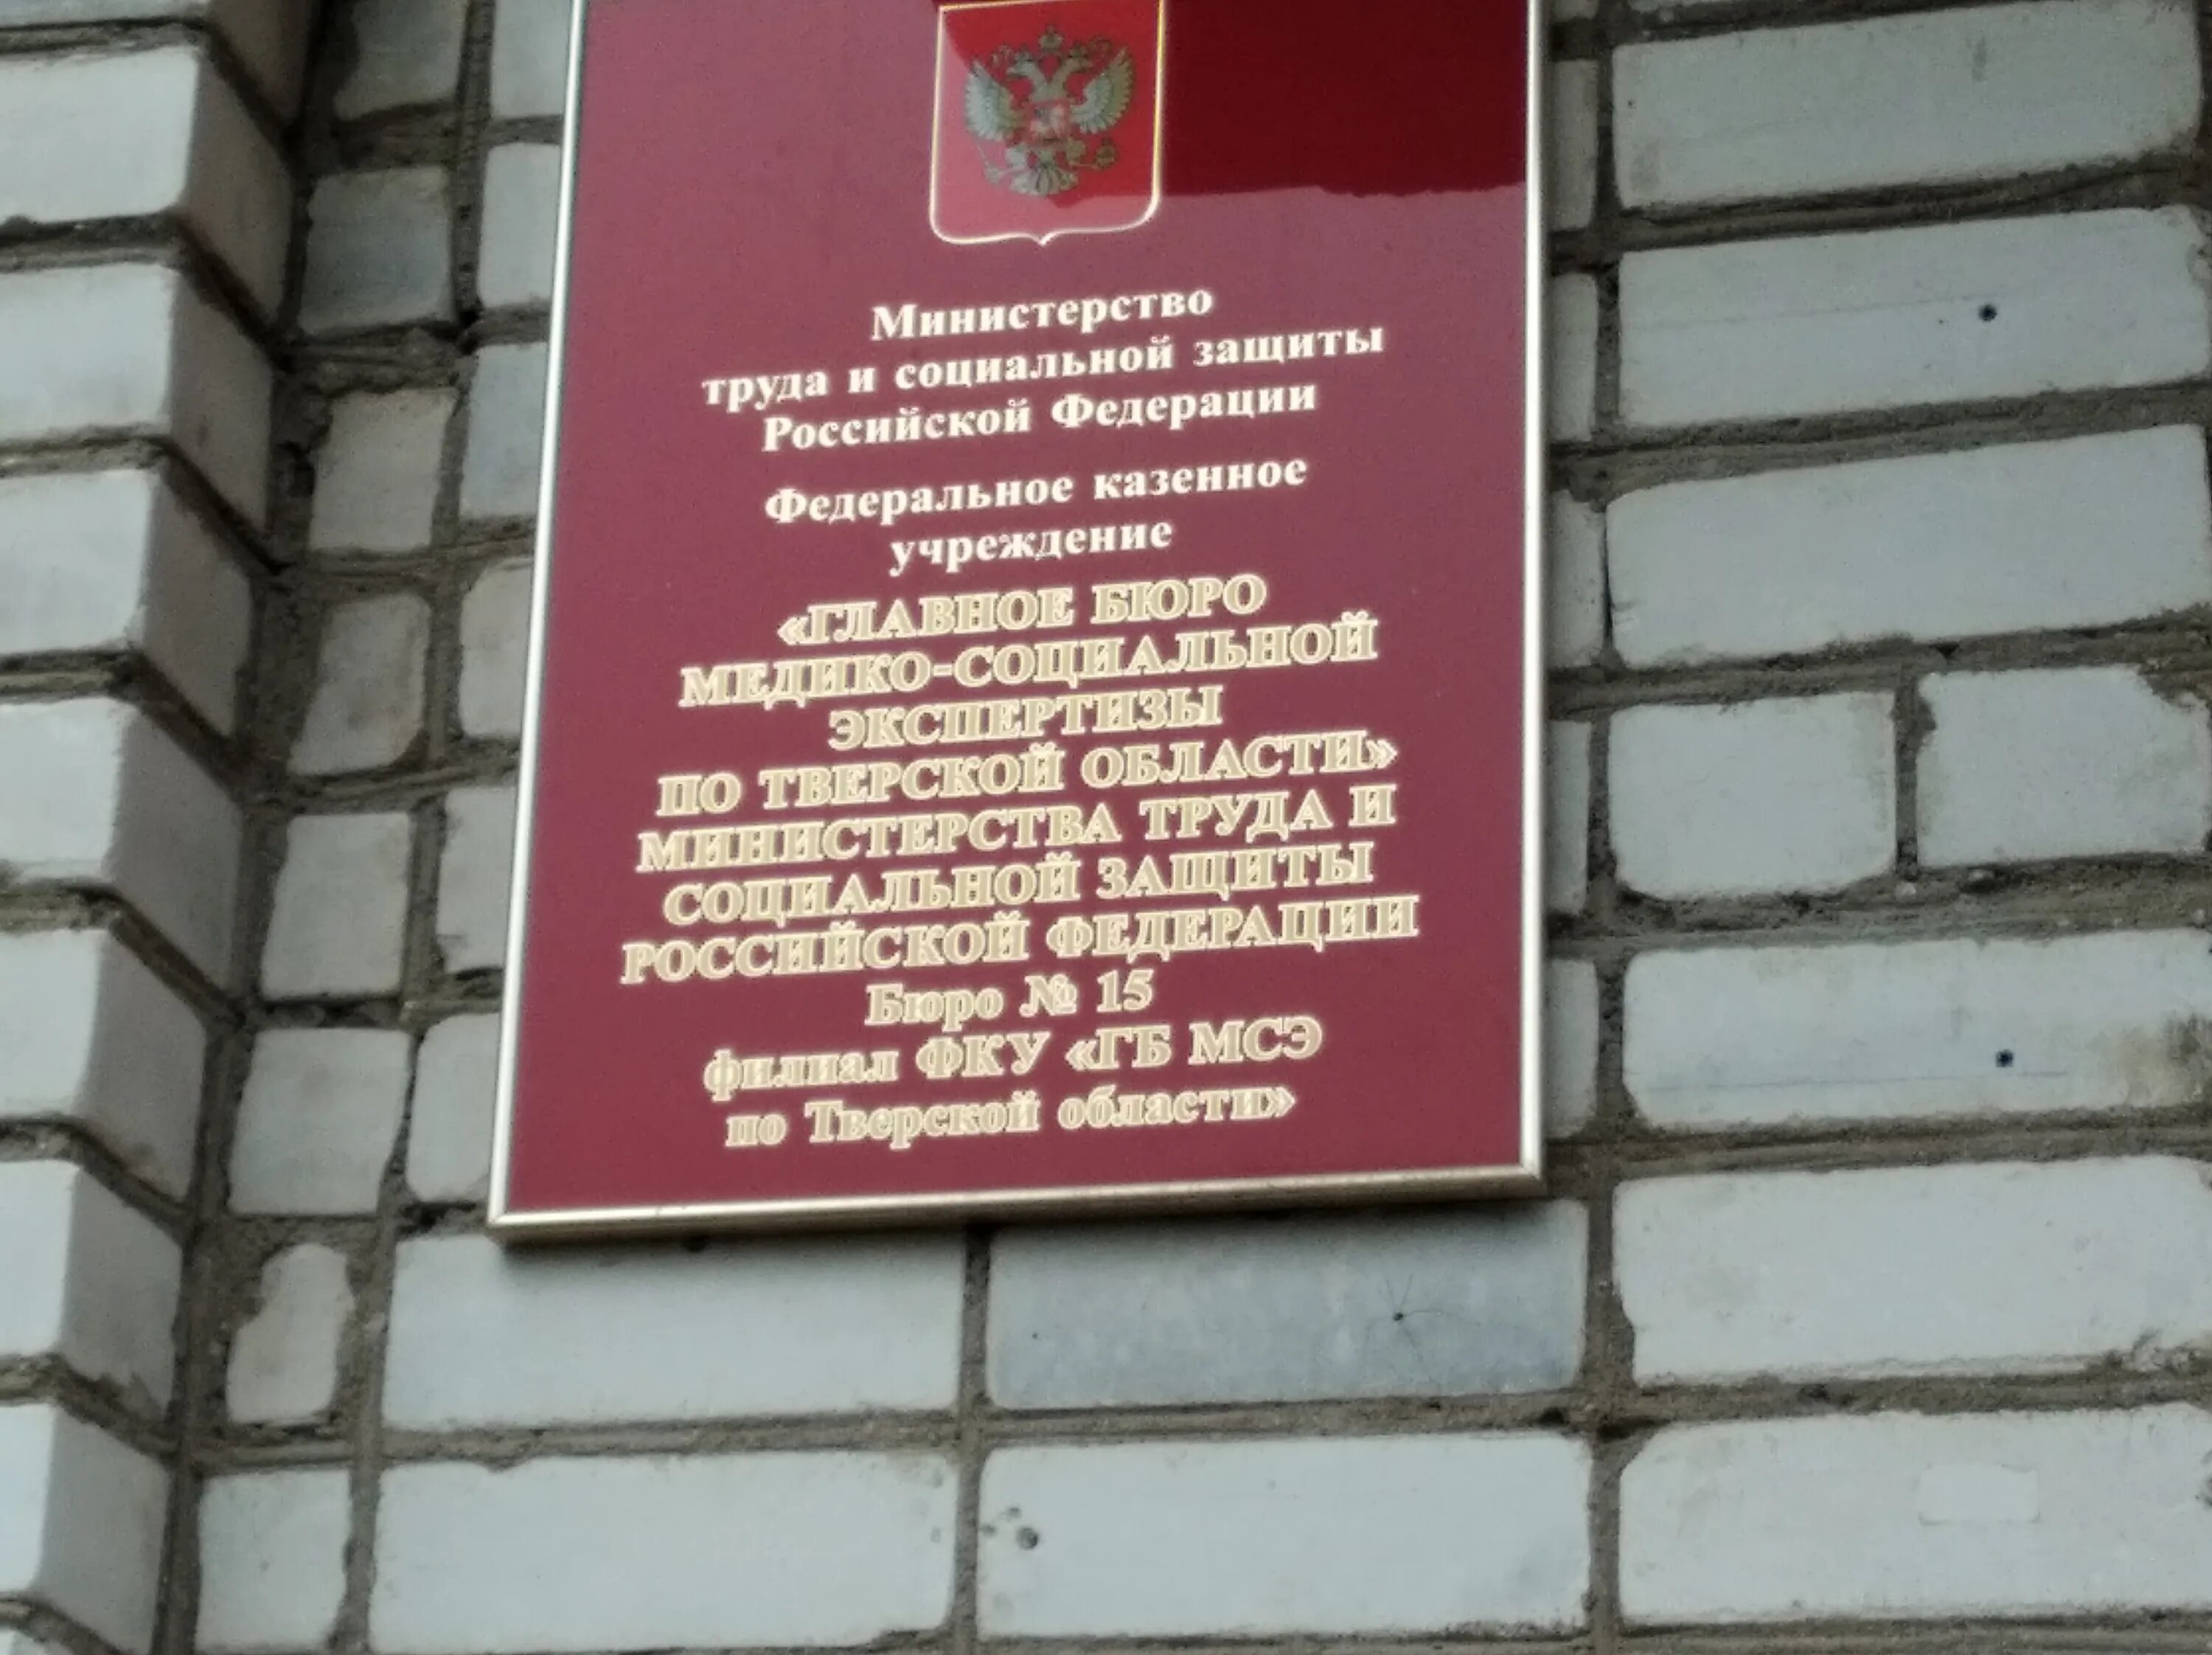 Министерство
труда и социальной защиты
Российской Федерации
Федеральное казенное
учреждение
«ГЛАВНОЕ БЮРО
МЕДИКО-СОЦИАЛЬНОЙ
ЭКСПЕРТИЗЫ
ПО ТВЕРСКОЙ ОБЛАСТИ»
МИНИСТЕРСТВА ТРУДА И
СОЦИАЛЬНОЙ ЗАЩИТЫ
РОССИЙСКОЙ ФЕДЕРАЦИИ
Бюро № 15
филиал ФКУ «ГБ МСЭ
по Тверской области»